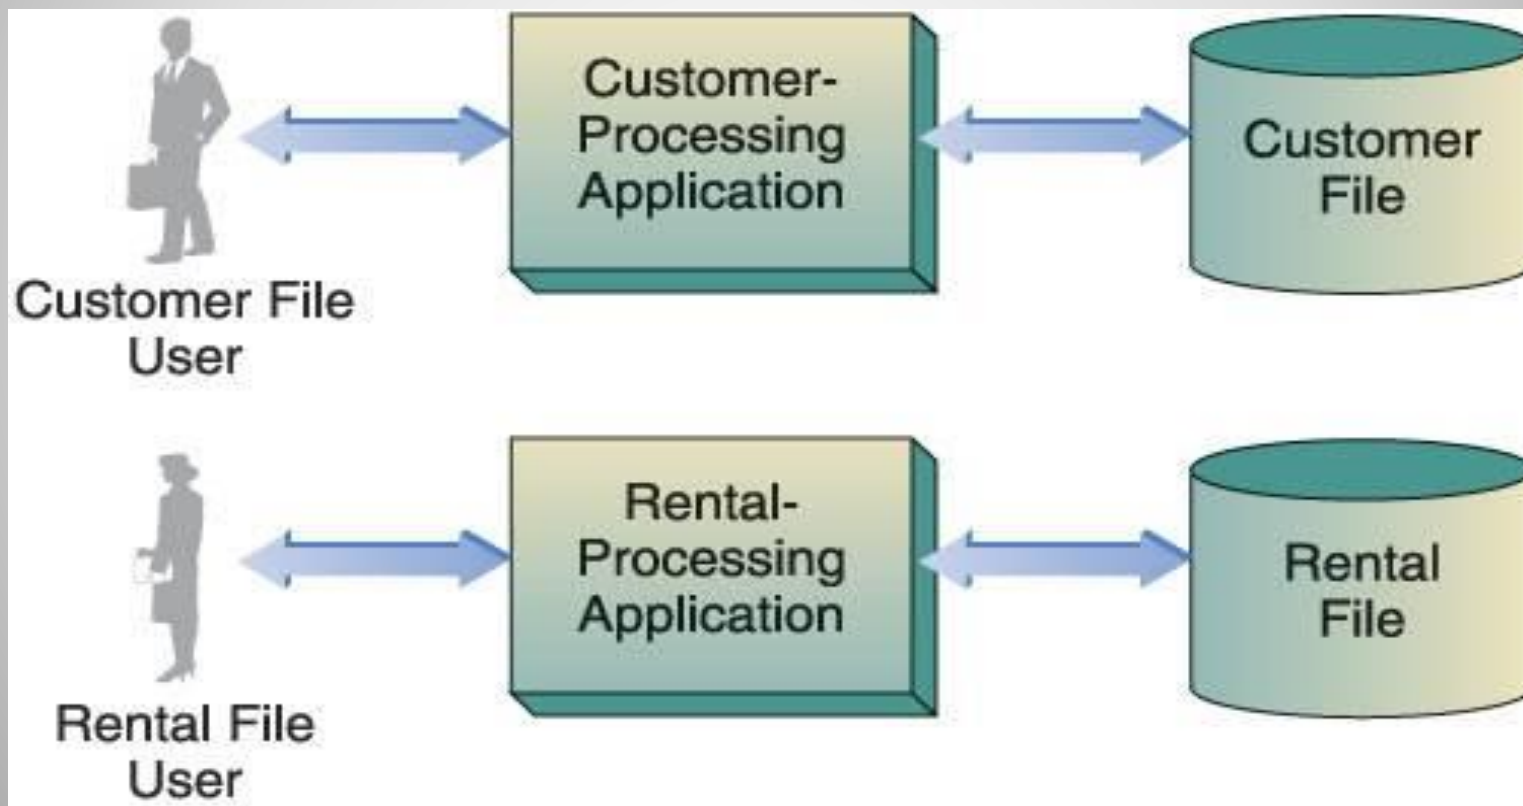 Customer-
Processing
Application
Customer
File
Customer File
User
Rental-
Processing
Application
Rental
File
Rental File
User